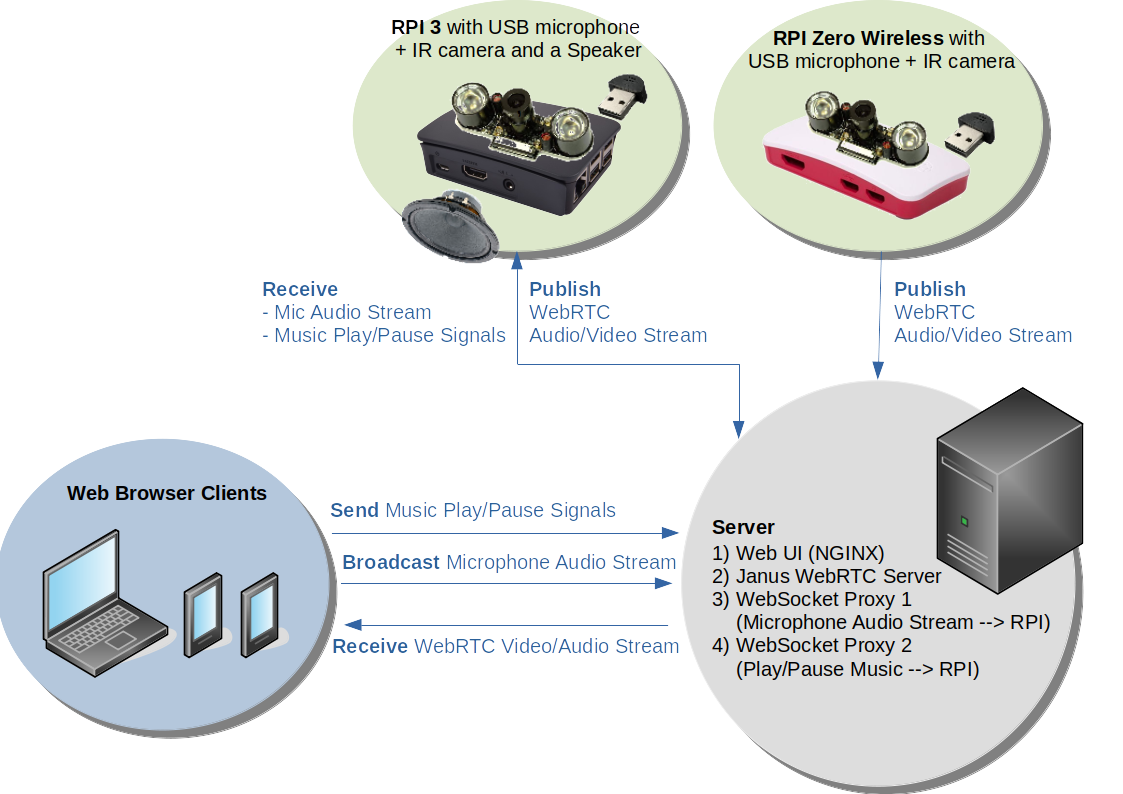 RPI 3 with USB microphone
+ IR camera and a Speaker
RPI Zero Wireless with
USB microphone + IR camera
Receive
- Mic Audio Stream
- Music Play/Pause Signals
Publish
WebRTC
Audio/Video Stream
Publish
WebRTC
Audio/Video Stream
Web Browser Clients
Send Music Play/Pause Signals
Broadcast Microphone Audio Stream
Receive WebRTC Video/Audio Stream
Server
1) Web UI (NGINX)
2) Janus WebRTC Server
3) WebSocket Proxy 1
(Microphone Audio Stream --> RPI)
4) WebSocket Proxy 2
(Play/Pause Music --> RPI)